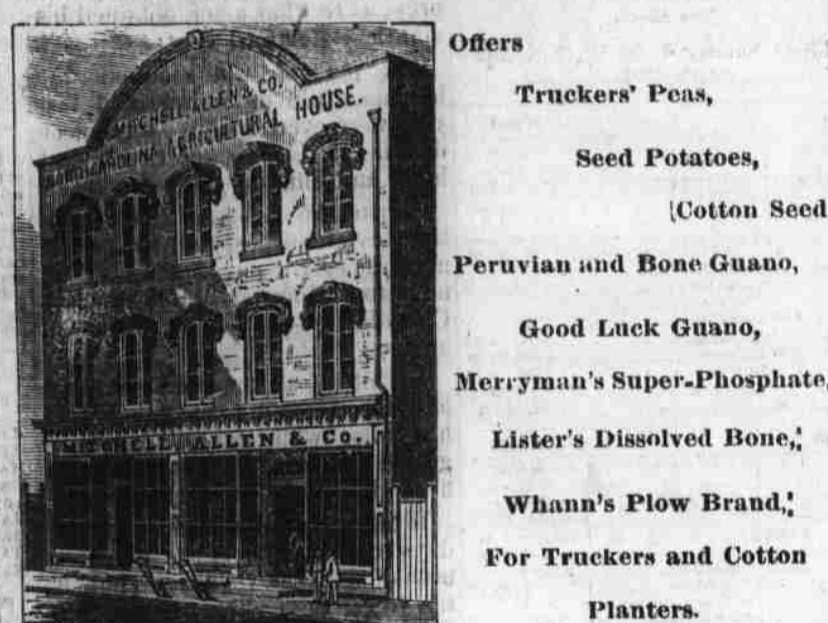 MITCHELL, ALLEN & CO.
NORTH CAROLINA AGRICULTURAL HOUSE.
MITCHELL ALLEN & Co.
Offers
Truckers' Peas,
Seed Potatoes,
Cotton Seed
Peruvian and Bone Guano,
Good Luck Guano,
Merryman's Super-Phosphate,
Lister's Dissolved Bone,
Whann's Plow Brand,
For Truckers and Cotton
Planters.